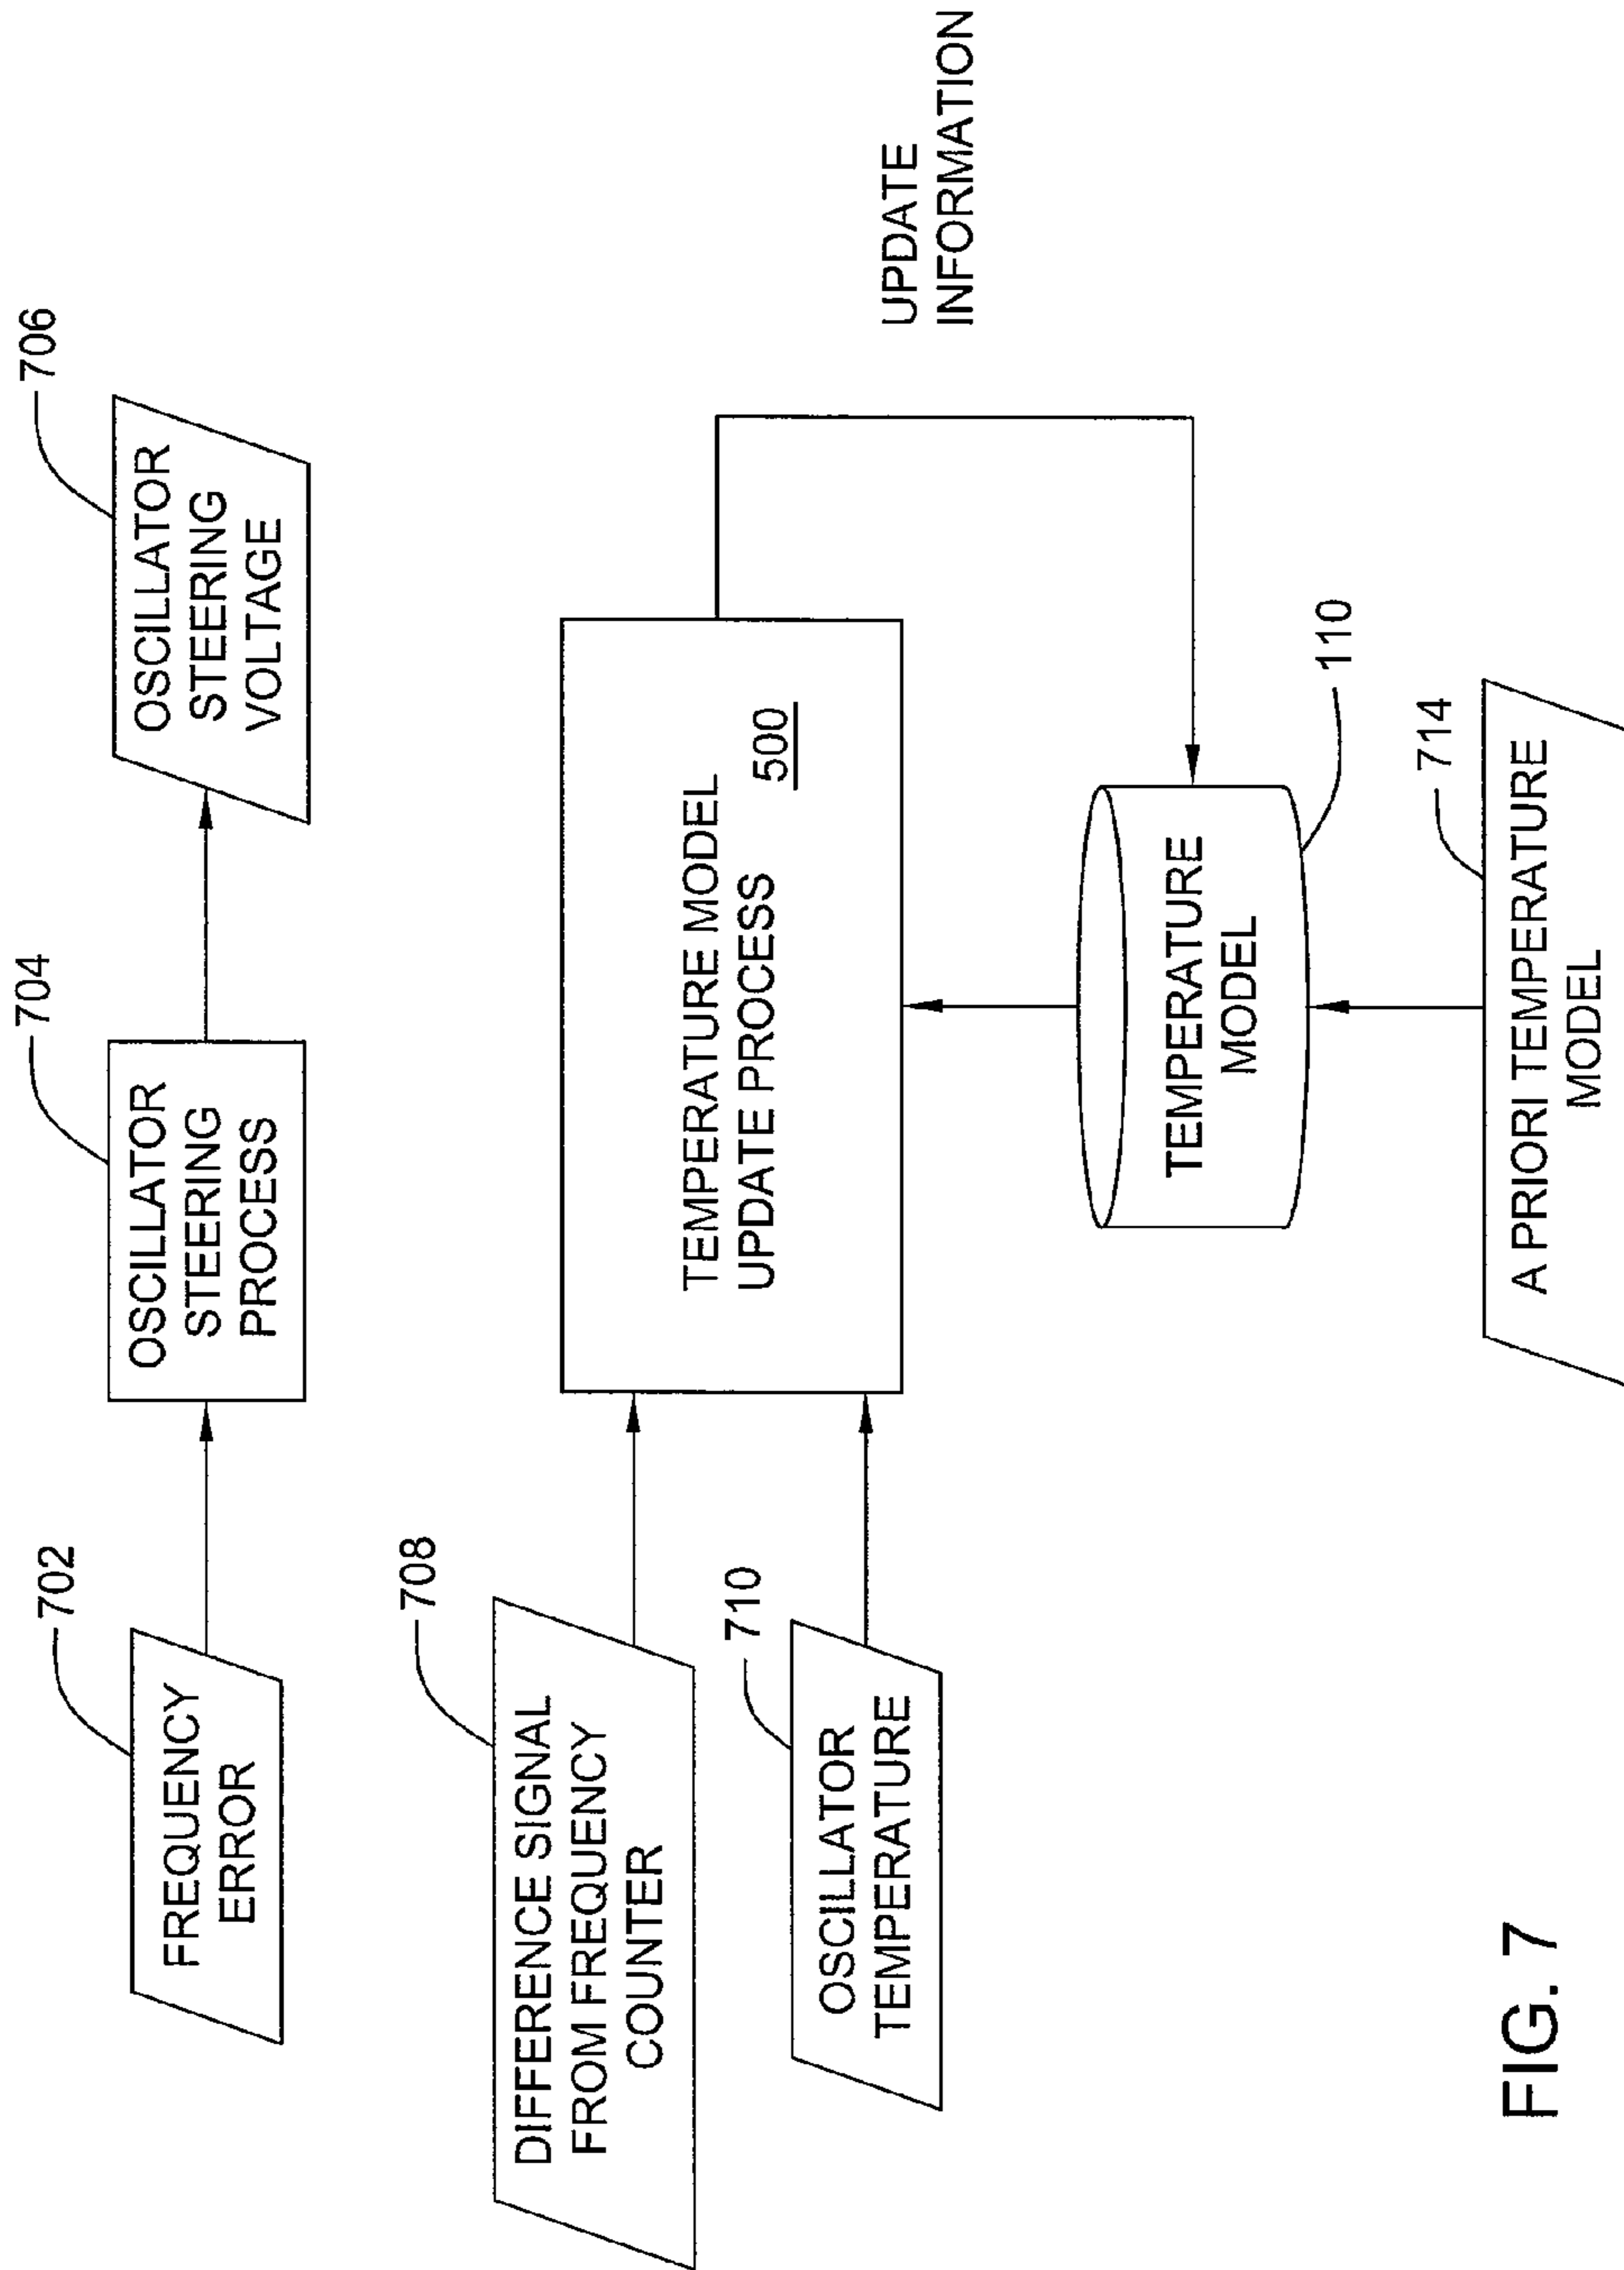 702
FREQUENCY
ERROR
704
OSCILLATOR
STEERING
PROCESS
706
OSCILLATOR
STEERING
VOLTAGE
708
DIFFERENCE SIGNAL
FROM FREQUENCY
COUNTER
710
OSCILLATOR
TEMPERATURE
TEMPERATURE MODEL
UPDATE PROCESS
500
UPDATE
INFORMATION
TEMPERATURE
MODEL
110
714
A PRIORI TEMPERATURE
MODEL
FIG. 7